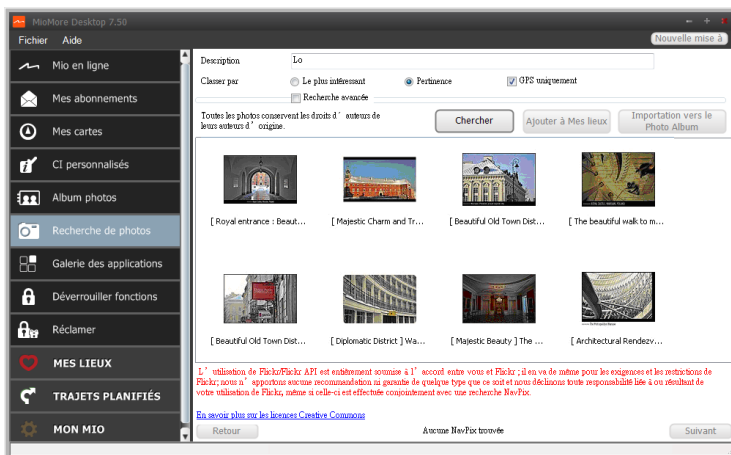 MioMore Desktop 7.50
Fichier Aide
Nouvelle mise à
Mio en ligne
Mes abonnements
Mes cartes
CI personnalisés
Album photos
Recherche de photos
Galerie des applications
Déverrouiller fonctions
Réclamer
MES LIEUX
TRAJETS PLANIFIÉS
MON MIO
Description Lo
Classer par Le plus intéressant Pertinence GPS uniquement
Recherche avancée
Toutes les photos conservent les droits d’auteurs de
leurs auteurs d’origine.
Chercher
Ajouter à Mes lieux
Importation vers le
Photo Album
[ Royal entrance : Beaut... [ Majestic Charm and Tr... [ Beautiful Old Town Dist... [ The beautiful walk to m...
[ Beautiful Old Town Dist... [ Diplomatic District ] Wa... [ Majestic Beauty ] The ... [ Architectural Rendezv...
L’utilisation de Flickr/Flickr API est entièrement soumise à l’accord entre vous et Flickr ; il en va de même pour les exigences et les restrictions de
Flickr; nous n’apportons aucune recommandation ni garantie de quelque type que ce soit et nous déclinons toute responsabilité liée à ou résultant de
votre utilisation de Flickr, même si celle-ci est effectuée conjointement avec une recherche NavPix.
En savoir plus sur les licences Creative Commons
Retour Aucune NavPix trouvée Suivant